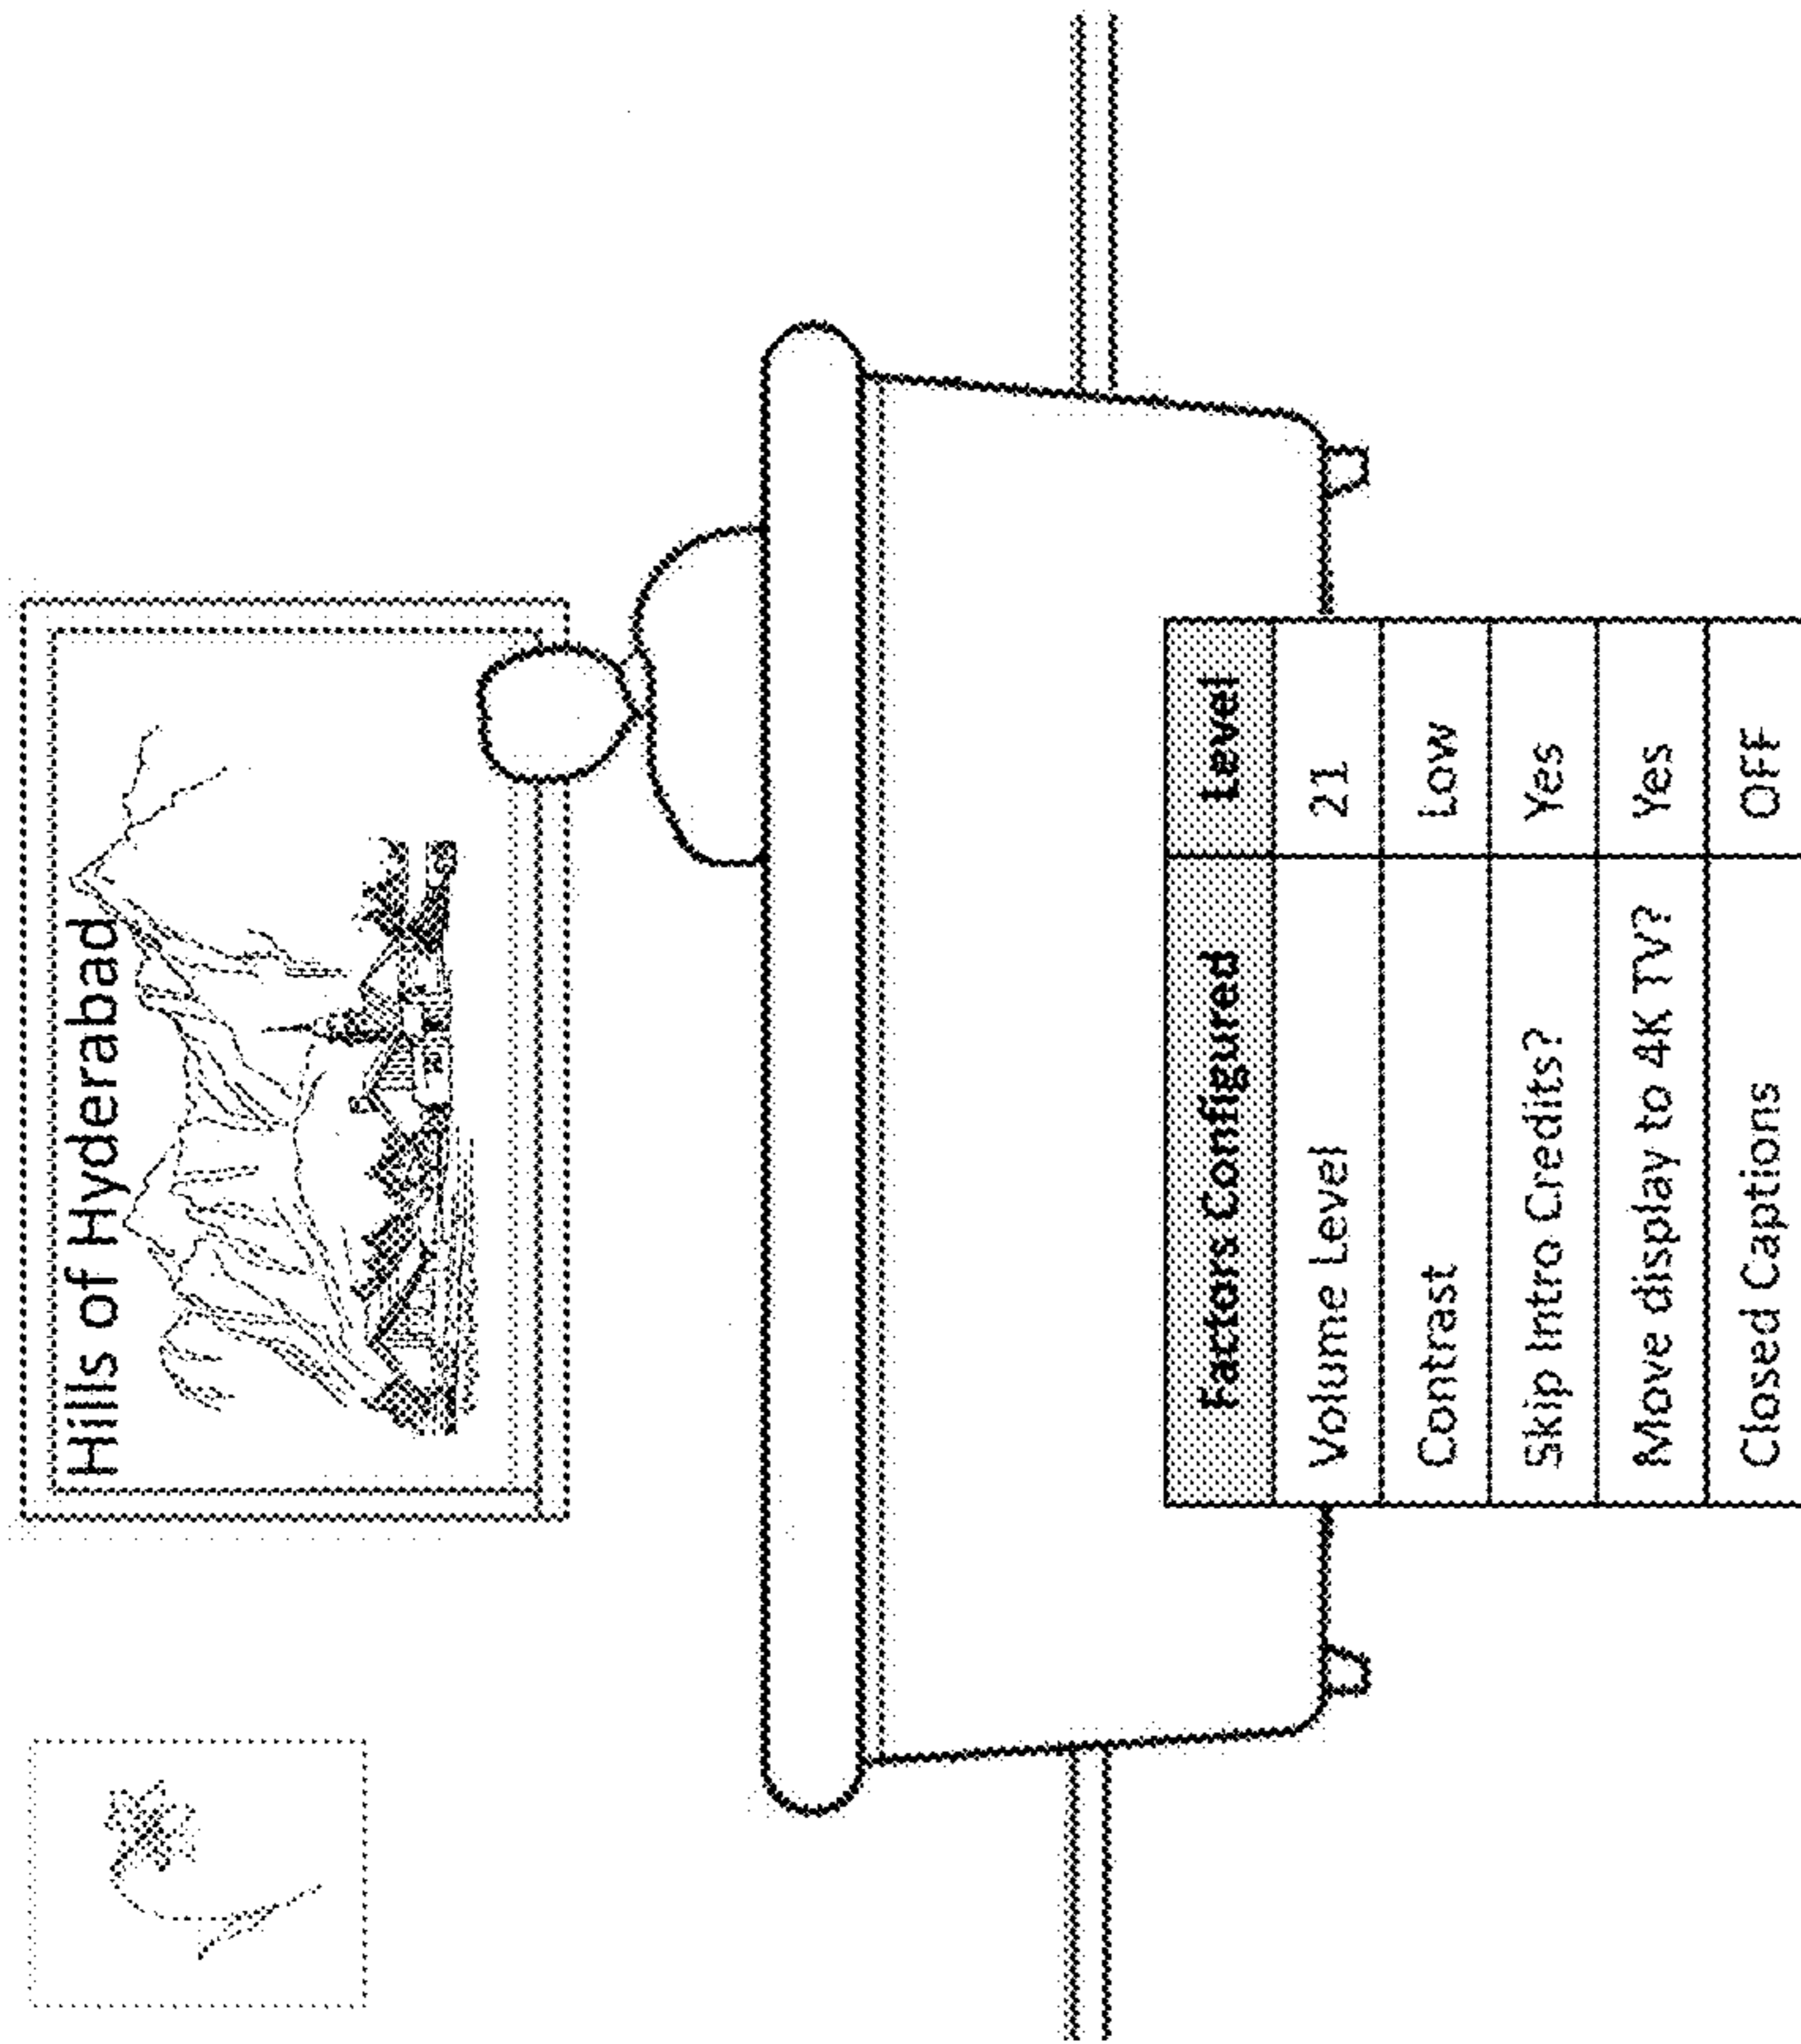 Hills of Hyderabad
Factors Configured Level
Volume Level 21
Contrast Low
Skip Intro Credits? Yes
Move display to 4K TV? Yes
Closed Captions OFF